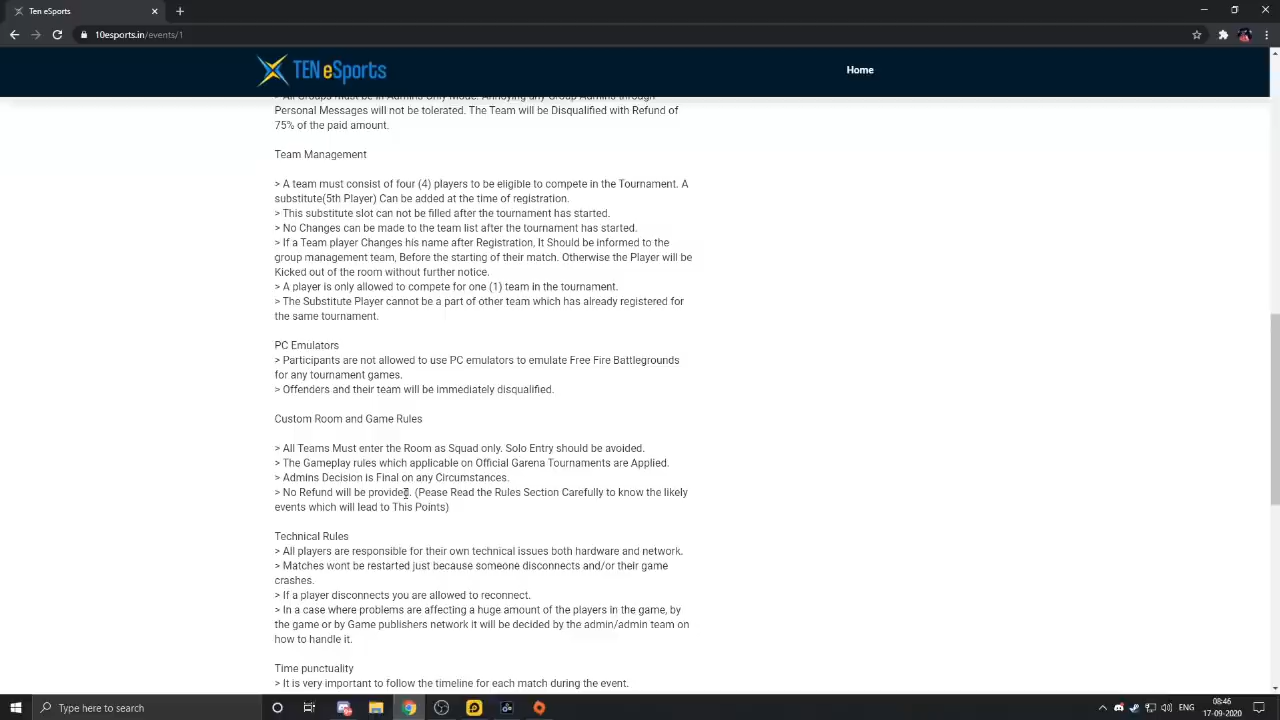 Ten eSports
10esports.in/events/1
TEN eSports
Home
> All Groups must be in Admins Only Mode. Annoying any Group Admins through
Personal Messages will not be tolerated. The Team will be Disqualified with Refund of
75% of the paid amount.
Team Management
> A team must consist of four (4) players to be eligible to compete in the Tournament. A
substitute(5th Player) Can be added at the time of registration.
> This substitute slot can not be filled after the tournament has started.
> No Changes can be made to the team list after the tournament has started.
> If a Team player Changes his name after Registration, It Should be informed to the
group management team, Before the starting of their match. Otherwise the Player will be
Kicked out of the room without further notice.
> A player is only allowed to compete for one (1) team in the tournament.
> The Substitute Player cannot be a part of other team which has already registered for
the same tournament.
PC Emulators
> Participants are not allowed to use PC emulators to emulate Free Fire Battlegrounds
for any tournament games.
> Offenders and their team will be immediately disqualified.
Custom Room and Game Rules
> All Teams Must enter the Room as Squad only. Solo Entry should be avoided.
> The Gameplay rules which applicable on Official Garena Tournaments are Applied.
> Admins Decision is Final on any Circumstances.
> No Refund will be provided. (Pease Read the Rules Section Carefully to know the likely
events which will lead to This Points)
Technical Rules
> All players are responsible for their own technical issues both hardware and network.
> Matches wont be restarted just because someone disconnects and/or their game
crashes.
> If a player disconnects you are allowed to reconnect.
> In a case where problems are affecting a huge amount of the players in the game, by
the game or by Game publishers network it will be decided by the admin/admin team on
how to handle it.
Time punctuality
> It is very important to follow the timeline for each match during the event.
Type here to search
ENG
08:46
17-09-2020